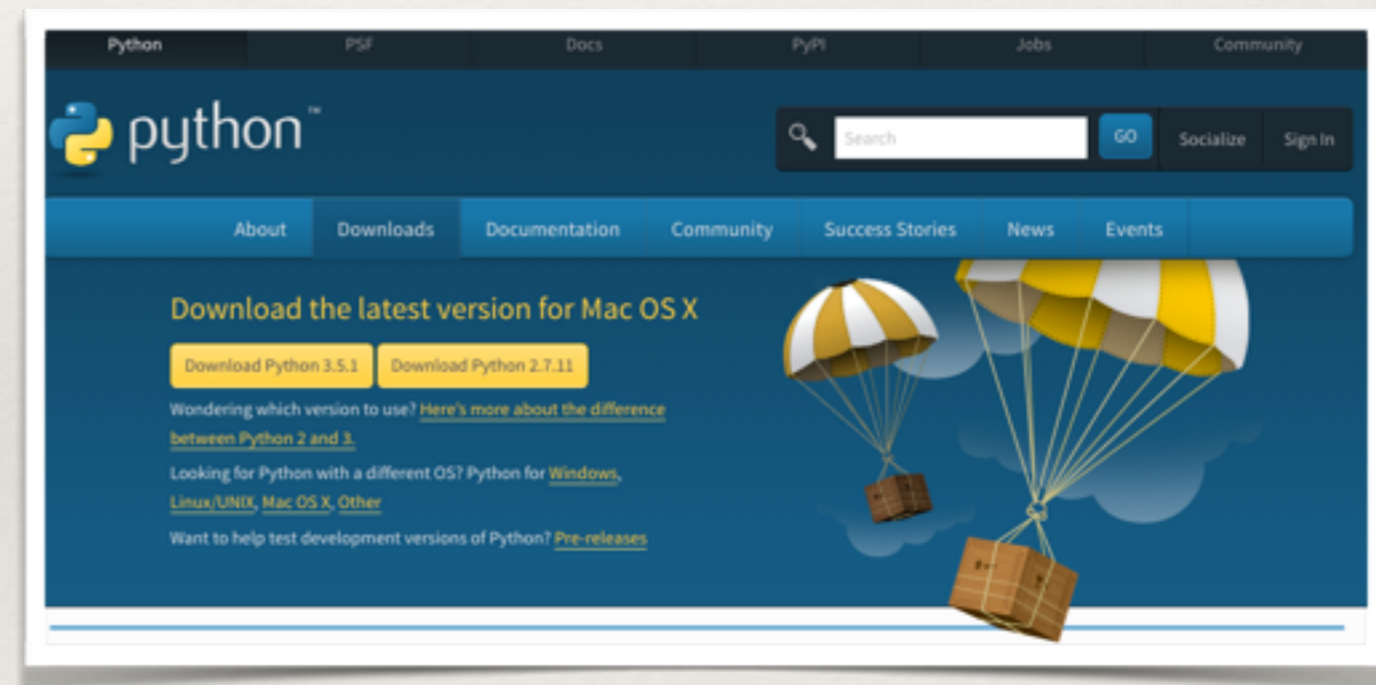 Python PSF Docs PyPI Jobs Community
python™
Search GO Socialize Sign In
About Downloads Documentation Community Success Stories News Events
Download the latest version for Mac OS X
Download Python 3.5.1 Download Python 2.7.11
Wondering which version to use? Here's more about the difference
between Python 2 and 3.
Looking for Python with a different OS? Python for Windows,
Linux/UNIX, Mac OS X, Other
Want to help test development versions of Python? Pre-releases